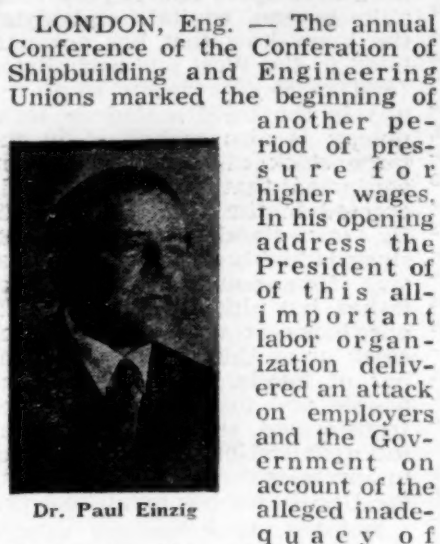 LONDON, Eng. — The annual
Conference of the Conferation of
Shipbuilding and Engineering
Unions marked the beginning of
another pe-
riod of pres-
sure for
higher wages.
In his opening
address the
President of
of this all-
important
labor organ-
ization deliv-
ered an attack
on employers
and the Gov-
ernment on
account of the
alleged inade-
quacy of
Dr. Paul Einzig